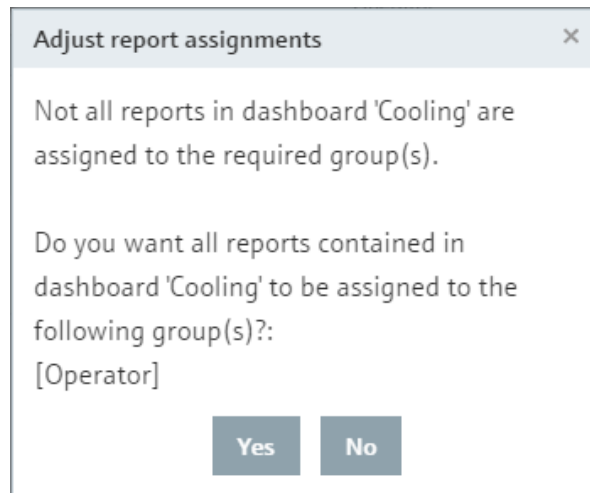 Adjust report assignments ×
Not all reports in dashboard 'Cooling' are
assigned to the required group(s).
Do you want all reports contained in
dashboard 'Cooling' to be assigned to the
following group(s)?:
[Operator]
Yes No